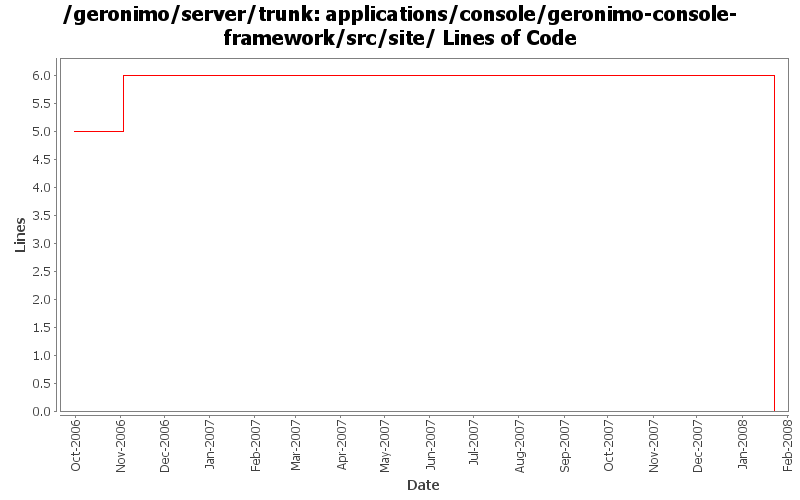 /geronimo/server/trunk: applications/console/geronimo-console-
framework/src/site/ Lines of Code
Lines
6.0
5.5
5.0
4.5
4.0
3.5
3.0
2.5
2.0
1.5
1.0
0.5
0.0
Oct-2006
Nov-2006
Dec-2006
Jan-2007
Feb-2007
Mar-2007
Apr-2007
May-2007
Jun-2007
Jul-2007
Aug-2007
Sep-2007
Oct-2007
Nov-2007
Dec-2007
Jan-2008
Feb-2008
Date